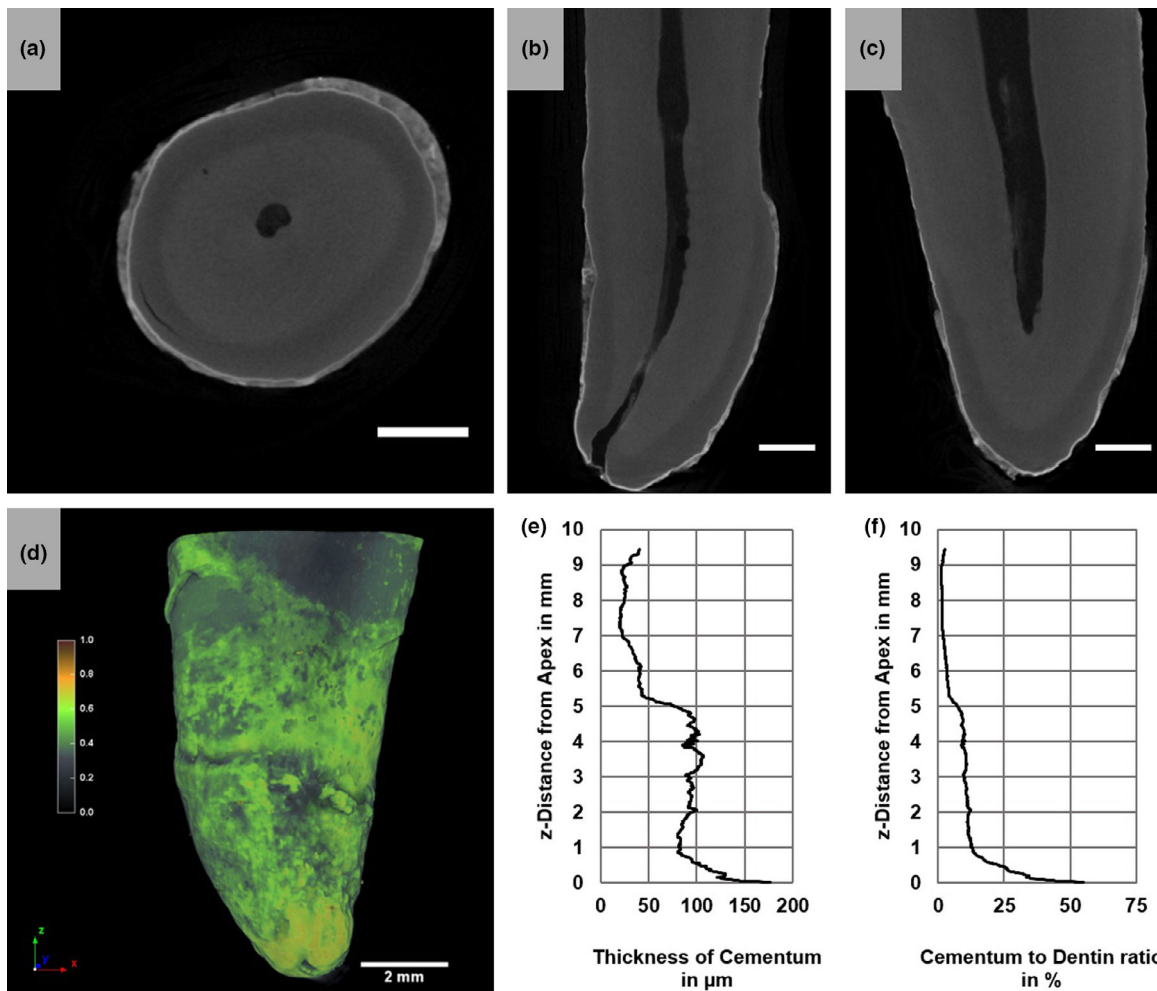 (a)
(b)
(c)
(d)
1.0
0.8
0.6
0.4
0.2
0.0
z
y
x
2 mm
(e)
z-Distance from Apex in mm
10
9
8
7
6
5
4
3
2
1
0
0 50 100 150 200
Thickness of Cementum
in µm
(f)
z-Distance from Apex in mm
10
9
8
7
6
5
4
3
2
1
0
0 25 50 75
Cementum to Dentin ratio
in %